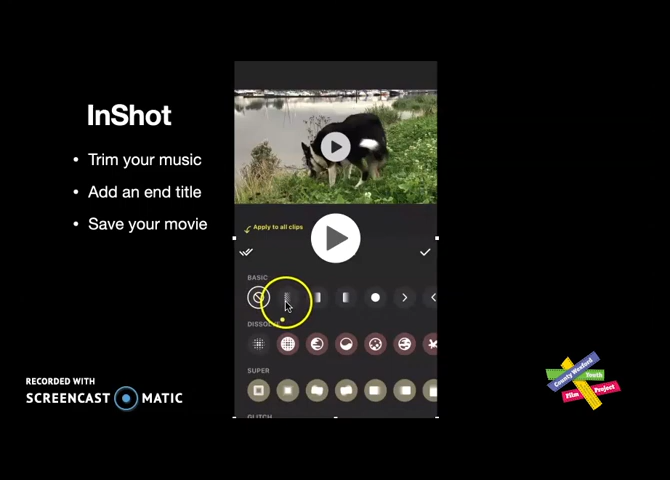 InShot
• Trim your music
• Add an end title
• Save your movie
Apply to all clips
BASIC
DISSOLVE
SUPER
GLITCH
RECORDED WITH
SCREENCAST MATIC
County Wexford
Youth
Film Project